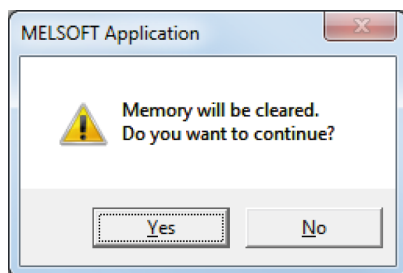 MELSOFT Application
Memory will be cleared.
Do you want to continue?
Yes
No